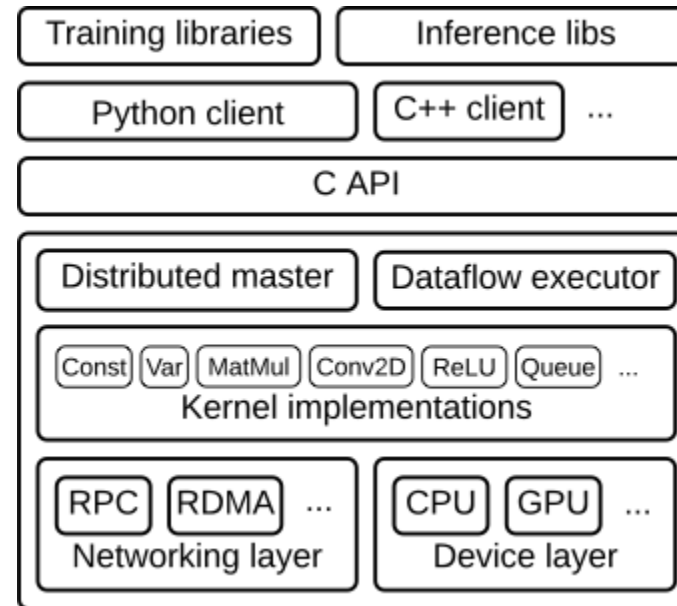 Training libraries Inference libs
Python client C++ client ...
C API
Distributed master Dataflow executor
Const Var MatMul Conv2D ReLU Queue ...
Kernel implementations
RPC RDMA ... CPU GPU ...
Networking layer Device layer